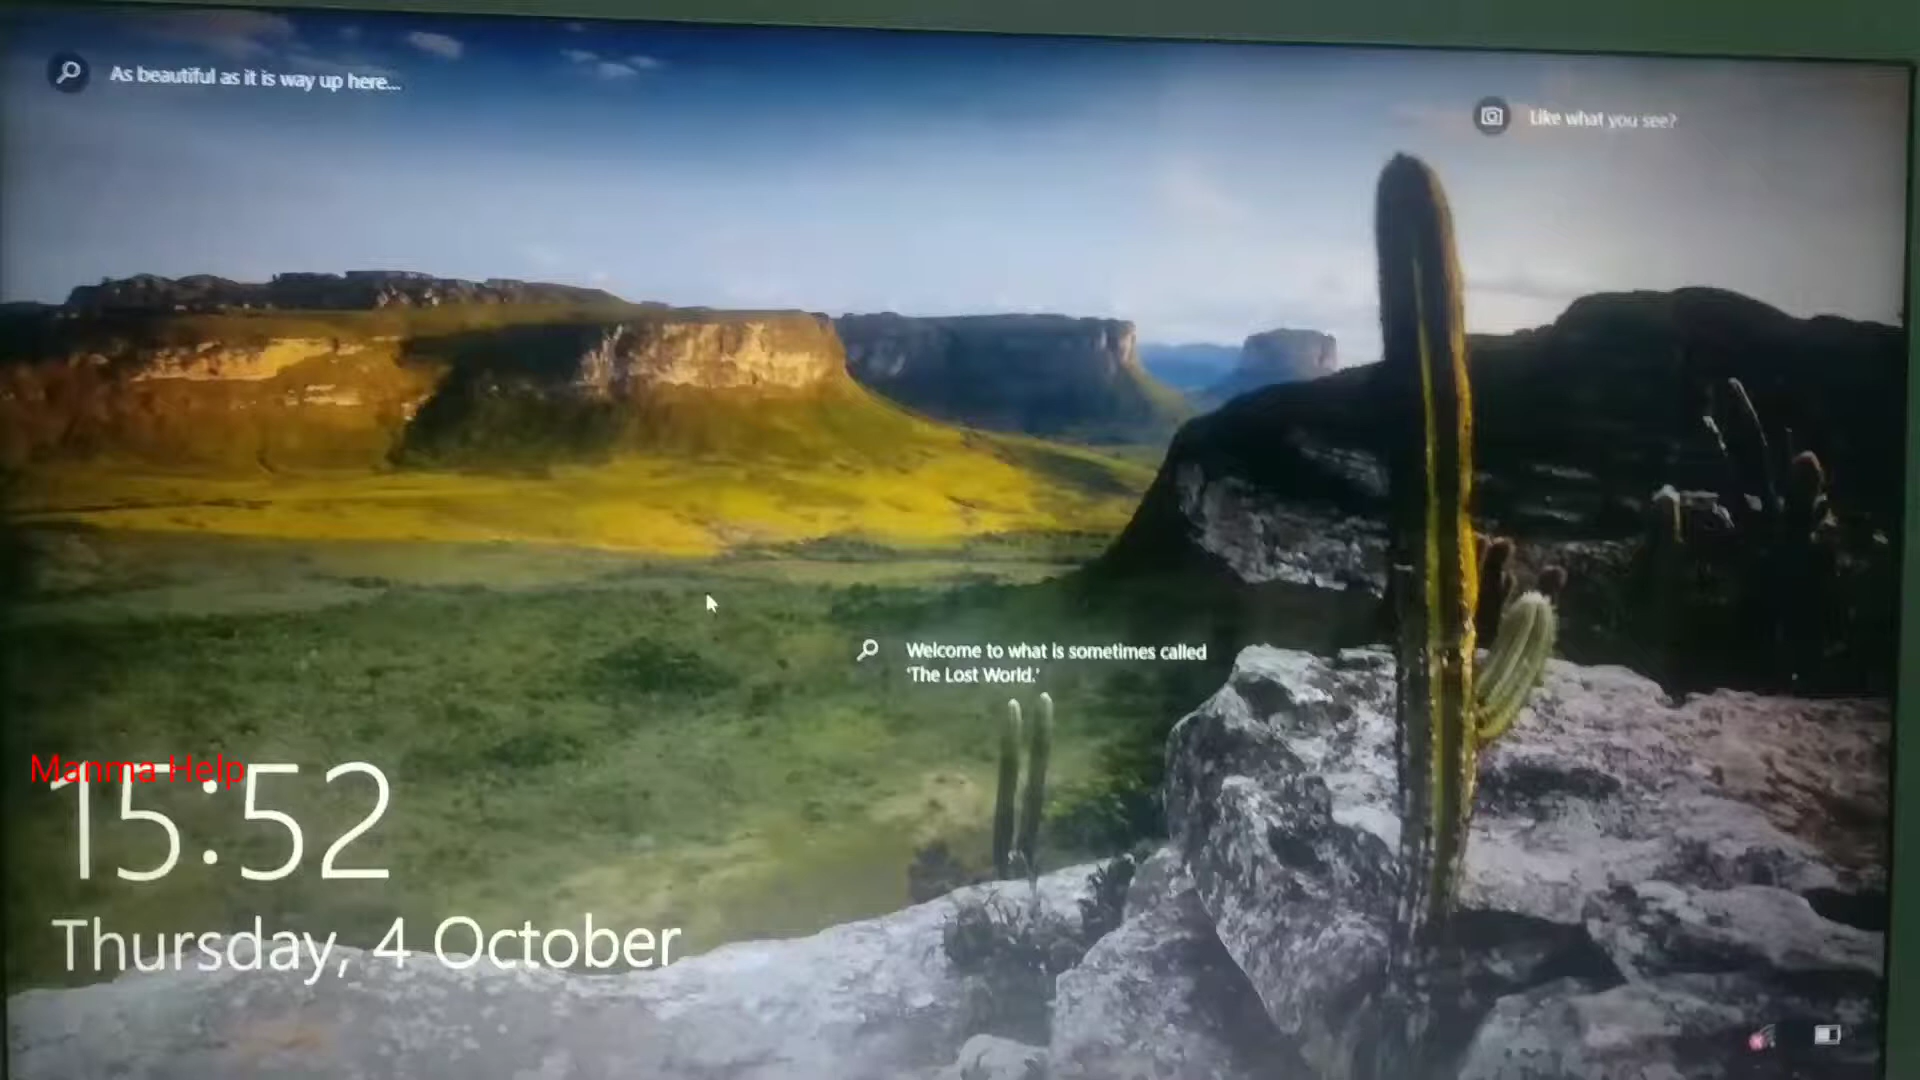 As beautiful as it is way up here...
Like what you see?
Welcome to what is sometimes called
'The Lost World.'
Manma Help
15:52
Thursday, 4 October